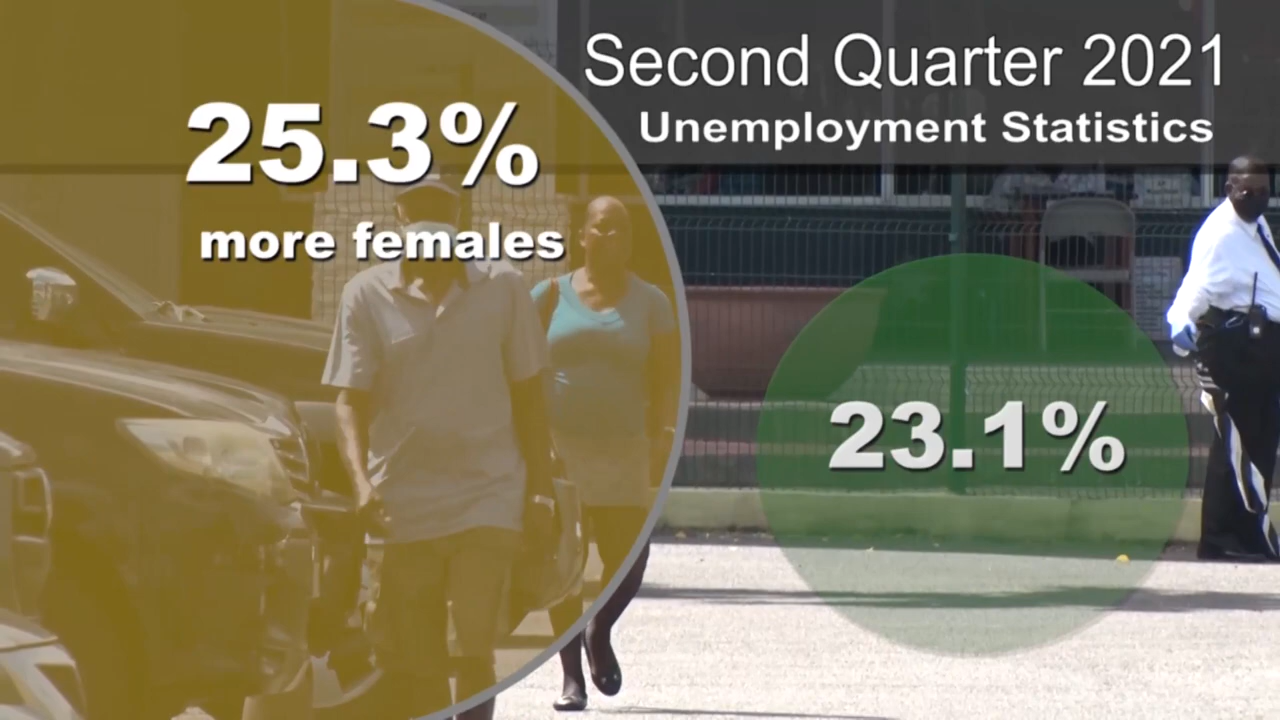 Second Quarter 2021
Unemployment Statistics
25.3%
more females
23.1%